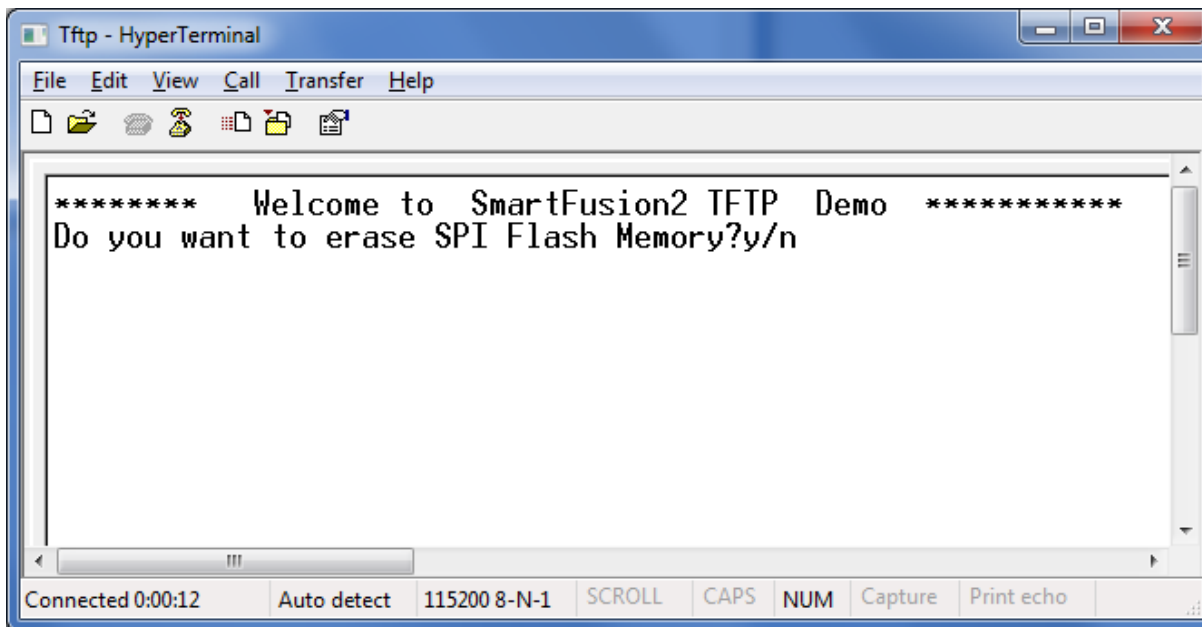 Tftp - HyperTerminal
File Edit View Call Transfer Help
******** Welcome to SmartFusion2 TFTP Demo ***********
Do you want to erase SPI Flash Memory?y/n
Connected 0:00:12 Auto detect 115200 8-N-1 SCROLL CAPS NUM Capture Print echo